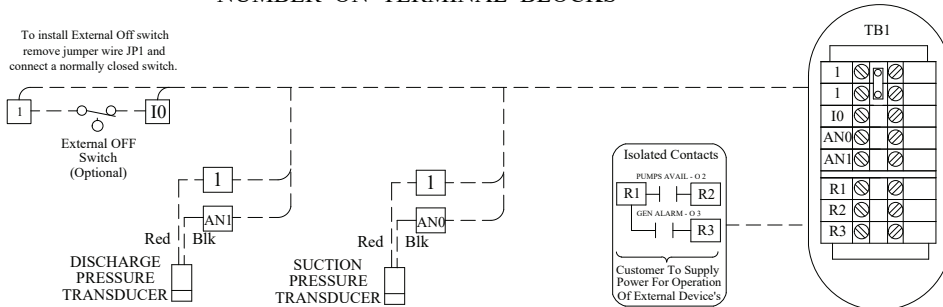 NUMBER ON TERMINAL BLOCKS
To install External Off switch
remove jumper wire JP1 and
connect a normally closed switch.
1
I0
External OFF
Switch
(Optional)
1
AN1
Red
Blk
DISCHARGE
PRESSURE
TRANSDUCER
1
AN0
Red
Blk
SUCTION
PRESSURE
TRANSDUCER
Isolated Contacts
PUMPS AVAIL - O 2
R1
R2
GEN ALARM - O 3
R3
Customer To Supply
Power For Operation
Of External Device's
TB1
1
1
I0
AN0
AN1
R1
R2
R3